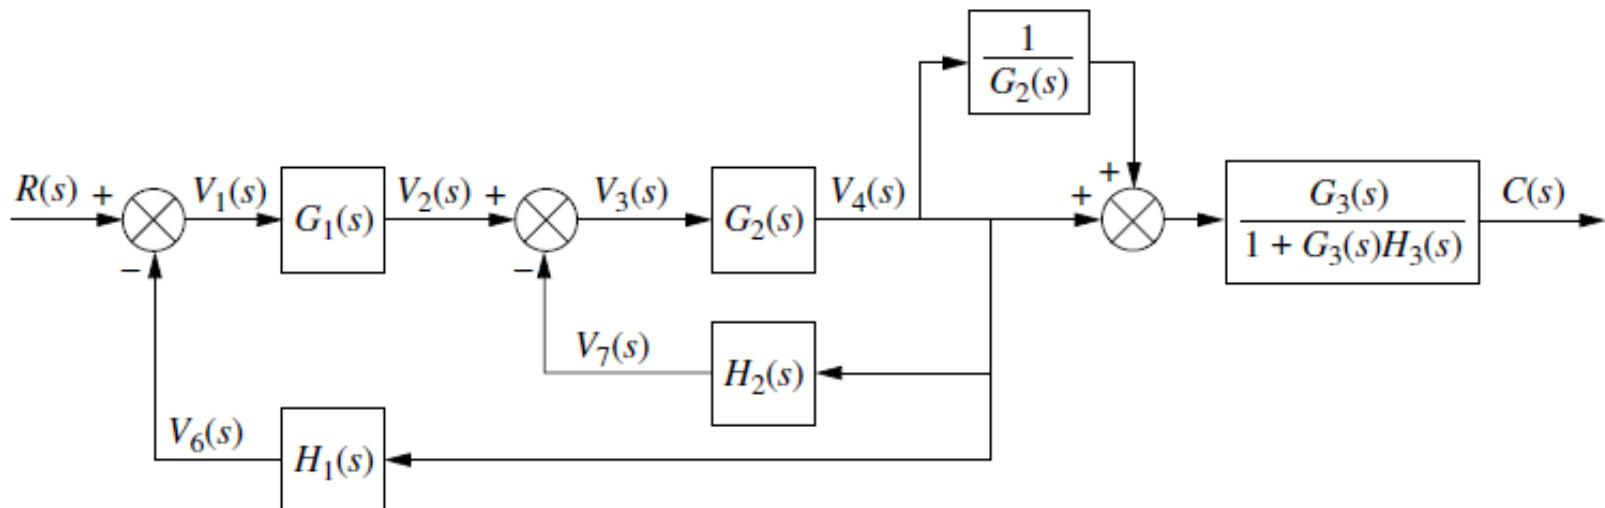 1
G₂(s)
R(s) + V₁(s) G₁(s) V₂(s) + V₃(s) G₂(s) V₄(s) + + G₃(s) C(s)
1 + G₃(s)H₃(s)
− −
V₇(s) H₂(s)
V₆(s) H₁(s)